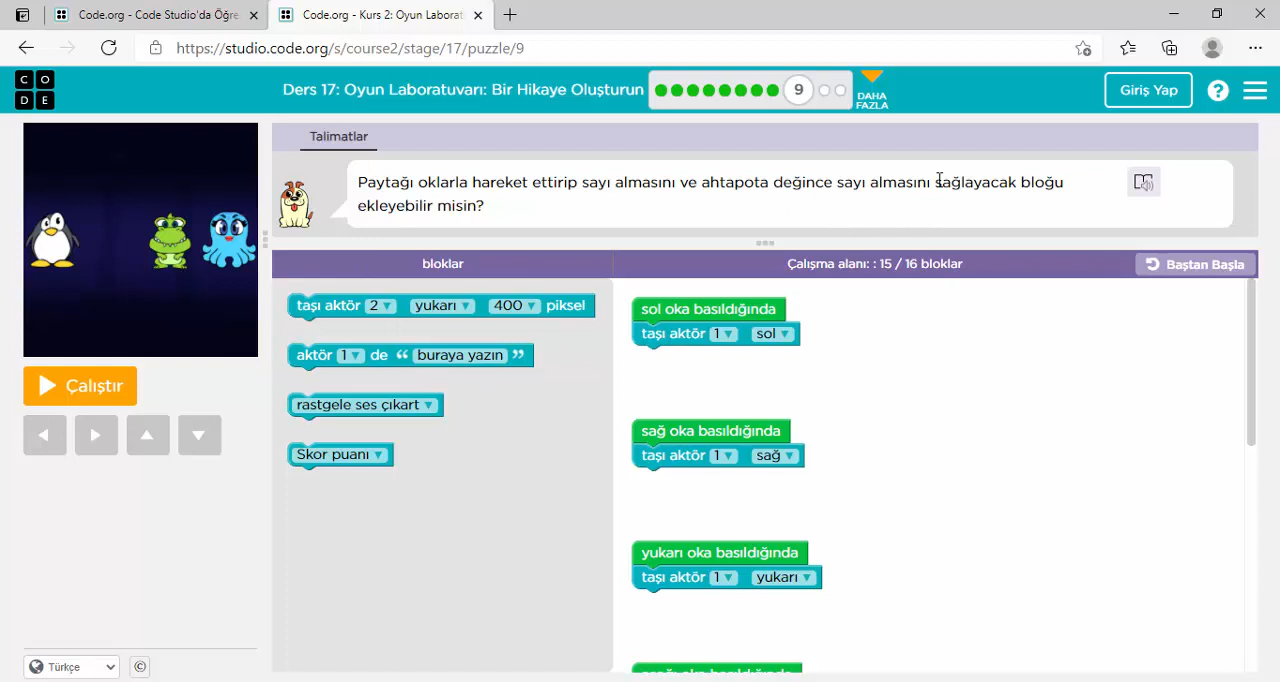 Code.org - Code Studio'da Öğre
Code.org - Kurs 2: Oyun Laborat
https://studio.code.org/s/course2/stage/17/puzzle/9
C O
D E
Ders 17: Oyun Laboratuvarı: Bir Hikaye Oluşturun
9
DAHA
FAZLA
Giriş Yap
?
Talimatlar
Paytağı oklarla hareket ettirip sayı almasını ve ahtapota değince sayı almasını sağlayacak bloğu
ekleyebilir misin?
bloklar
Çalışma alanı: : 15 / 16 bloklar
Baştan Başla
taşı aktör 2 yukarı 400 piksel
aktör 1 de “ buraya yazın ”
rastgele ses çıkart
Skor puanı
sol oka basıldığında
taşı aktör 1 sol
sağ oka basıldığında
taşı aktör 1 sağ
yukarı oka basıldığında
taşı aktör 1 yukarı
Çalıştır
Türkçe
©